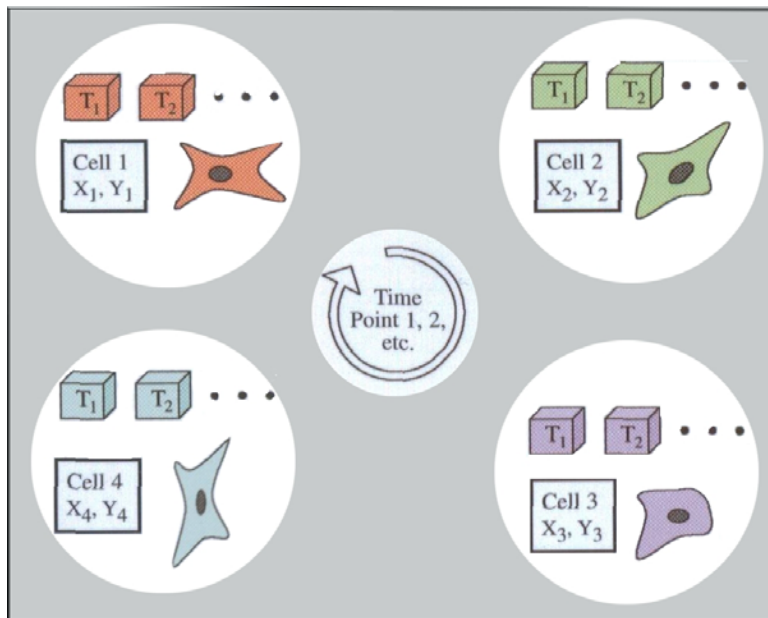 T₁ T₂
Cell 1
X₁, Y₁
T₁ T₂
Cell 2
X₂, Y₂
Time
Point 1, 2,
etc.
T₁ T₂
Cell 4
X₄, Y₄
T₁ T₂
Cell 3
X₃, Y₃